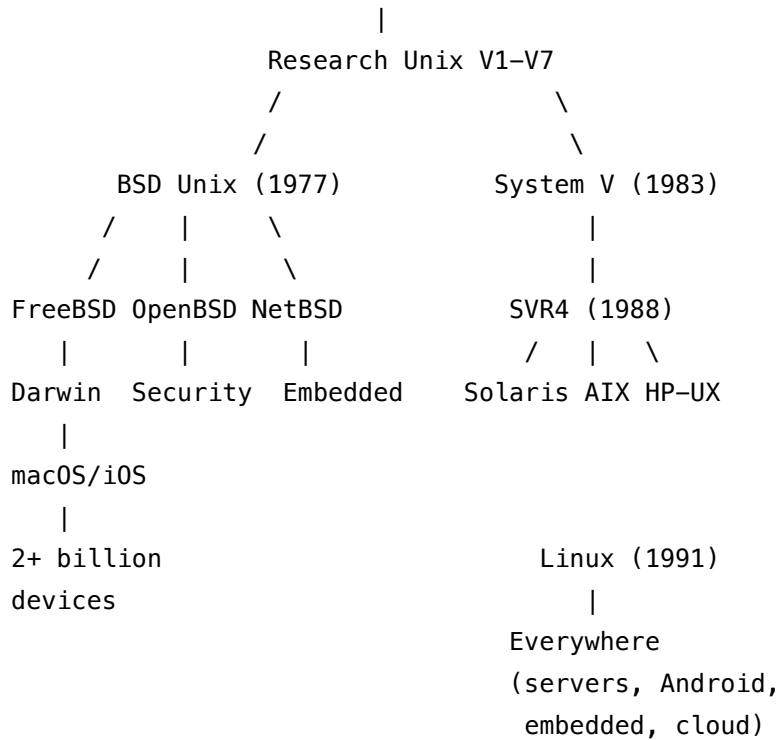 |
Research Unix V1-V7
/ \
/ \
BSD Unix (1977) System V (1983)
/ | \ |
/ | \ |
FreeBSD OpenBSD NetBSD SVR4 (1988)
| | | / | \
Darwin Security Embedded Solaris AIX HP-UX
|
macOS/iOS
|
2+ billion Linux (1991)
devices |
Everywhere
(servers, Android,
embedded, cloud)